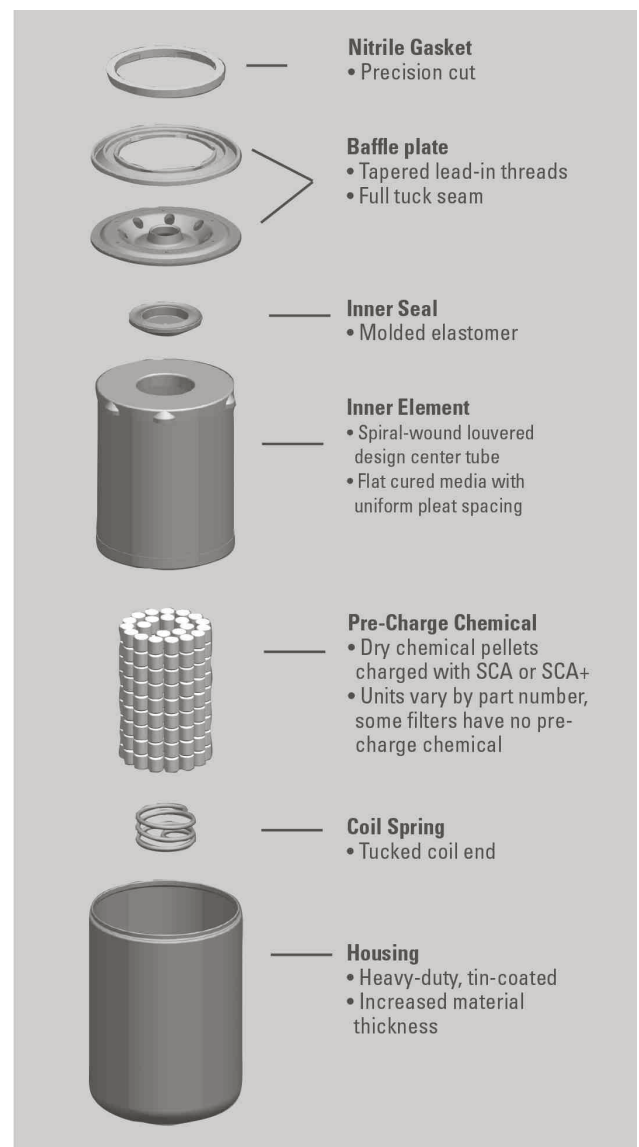 Nitrile Gasket
• Precision cut
Baffle plate
• Tapered lead-in threads
• Full tuck seam
Inner Seal
• Molded elastomer
Inner Element
• Spiral-wound louvered
design center tube
• Flat cured media with
uniform pleat spacing
Pre-Charge Chemical
• Dry chemical pellets
charged with SCA or SCA+
• Units vary by part number,
some filters have no pre-
charge chemical
Coil Spring
• Tucked coil end
Housing
• Heavy-duty, tin-coated
• Increased material
thickness